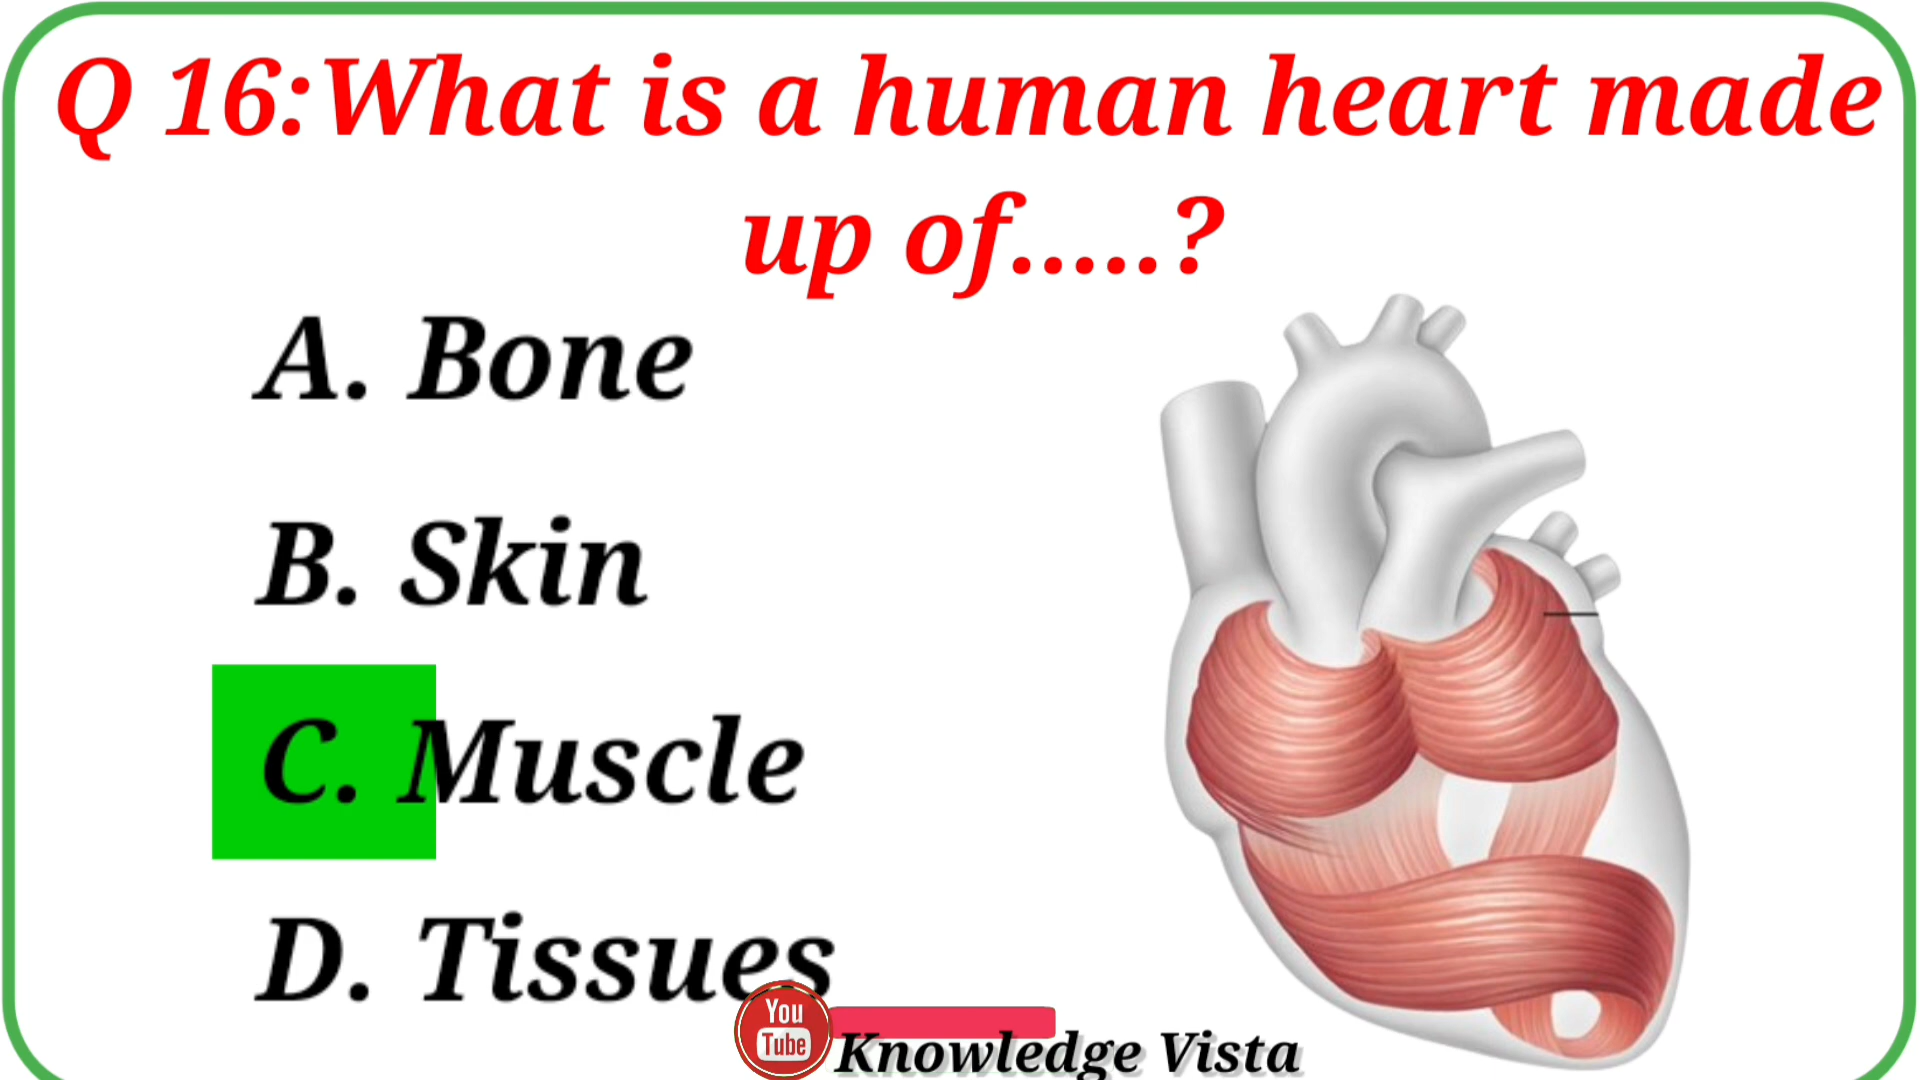 Q 16:What is a human heart made
up of.....?
A. Bone
B. Skin
C. Muscle
D. Tissues
You
Tube
Knowledge Vista